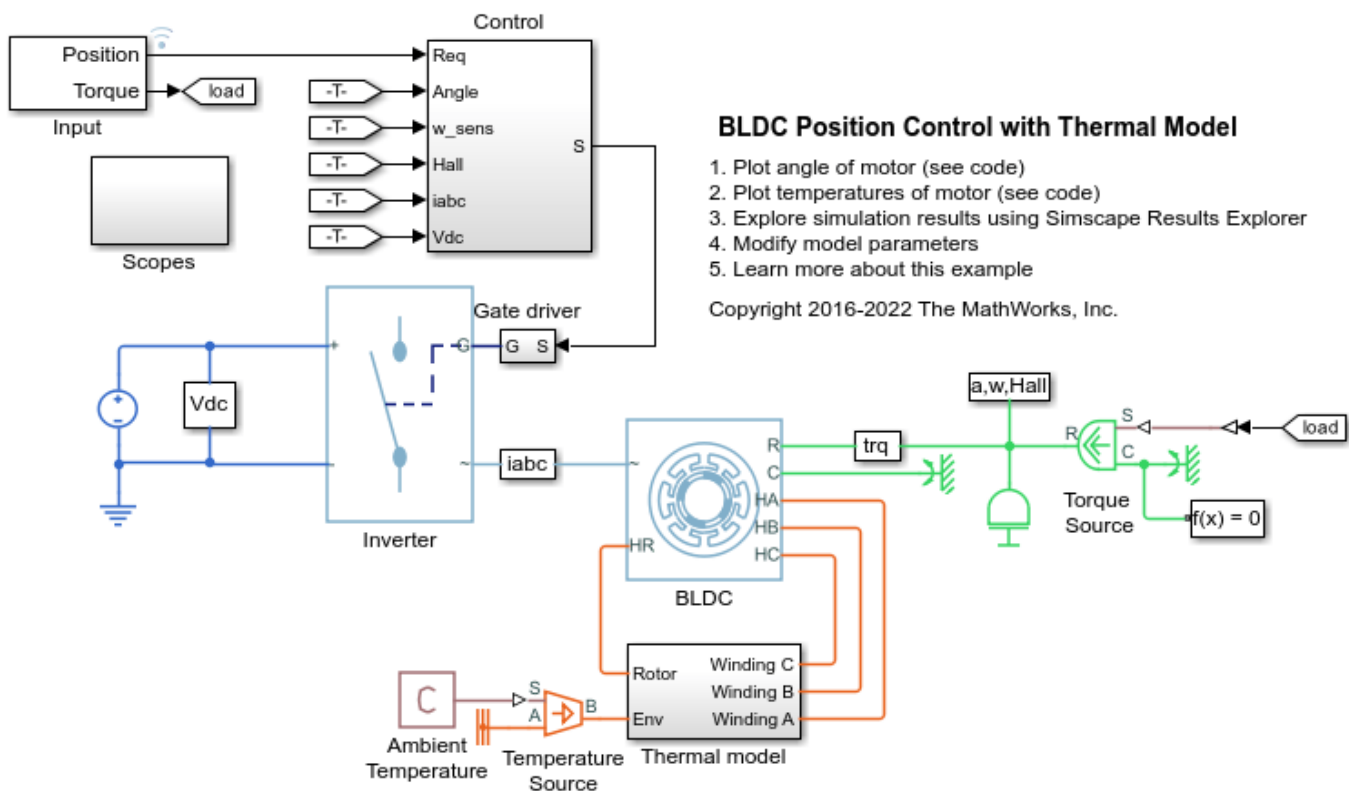 Control
Position
Torque
Input
load
Req
Angle
w_sens
Hall
iabc
Vdc
S
-T-
-T-
-T-
-T-
-T-
Scopes
BLDC Position Control with Thermal Model
1. Plot angle of motor (see code)
2. Plot temperatures of motor (see code)
3. Explore simulation results using Simscape Results Explorer
4. Modify model parameters
5. Learn more about this example
Copyright 2016-2022 The MathWorks, Inc.
Gate driver
G S
+
G
-
~
Inverter
+
-
Vdc
iabc
~
R
C
HA
HB
HC
HR
BLDC
trq
a,w,Hall
R
S
C
load
Torque
Source
f(x) = 0
Rotor
Env
Winding C
Winding B
Winding A
Thermal model
C
Ambient
Temperature
S
A
B
Temperature
Source